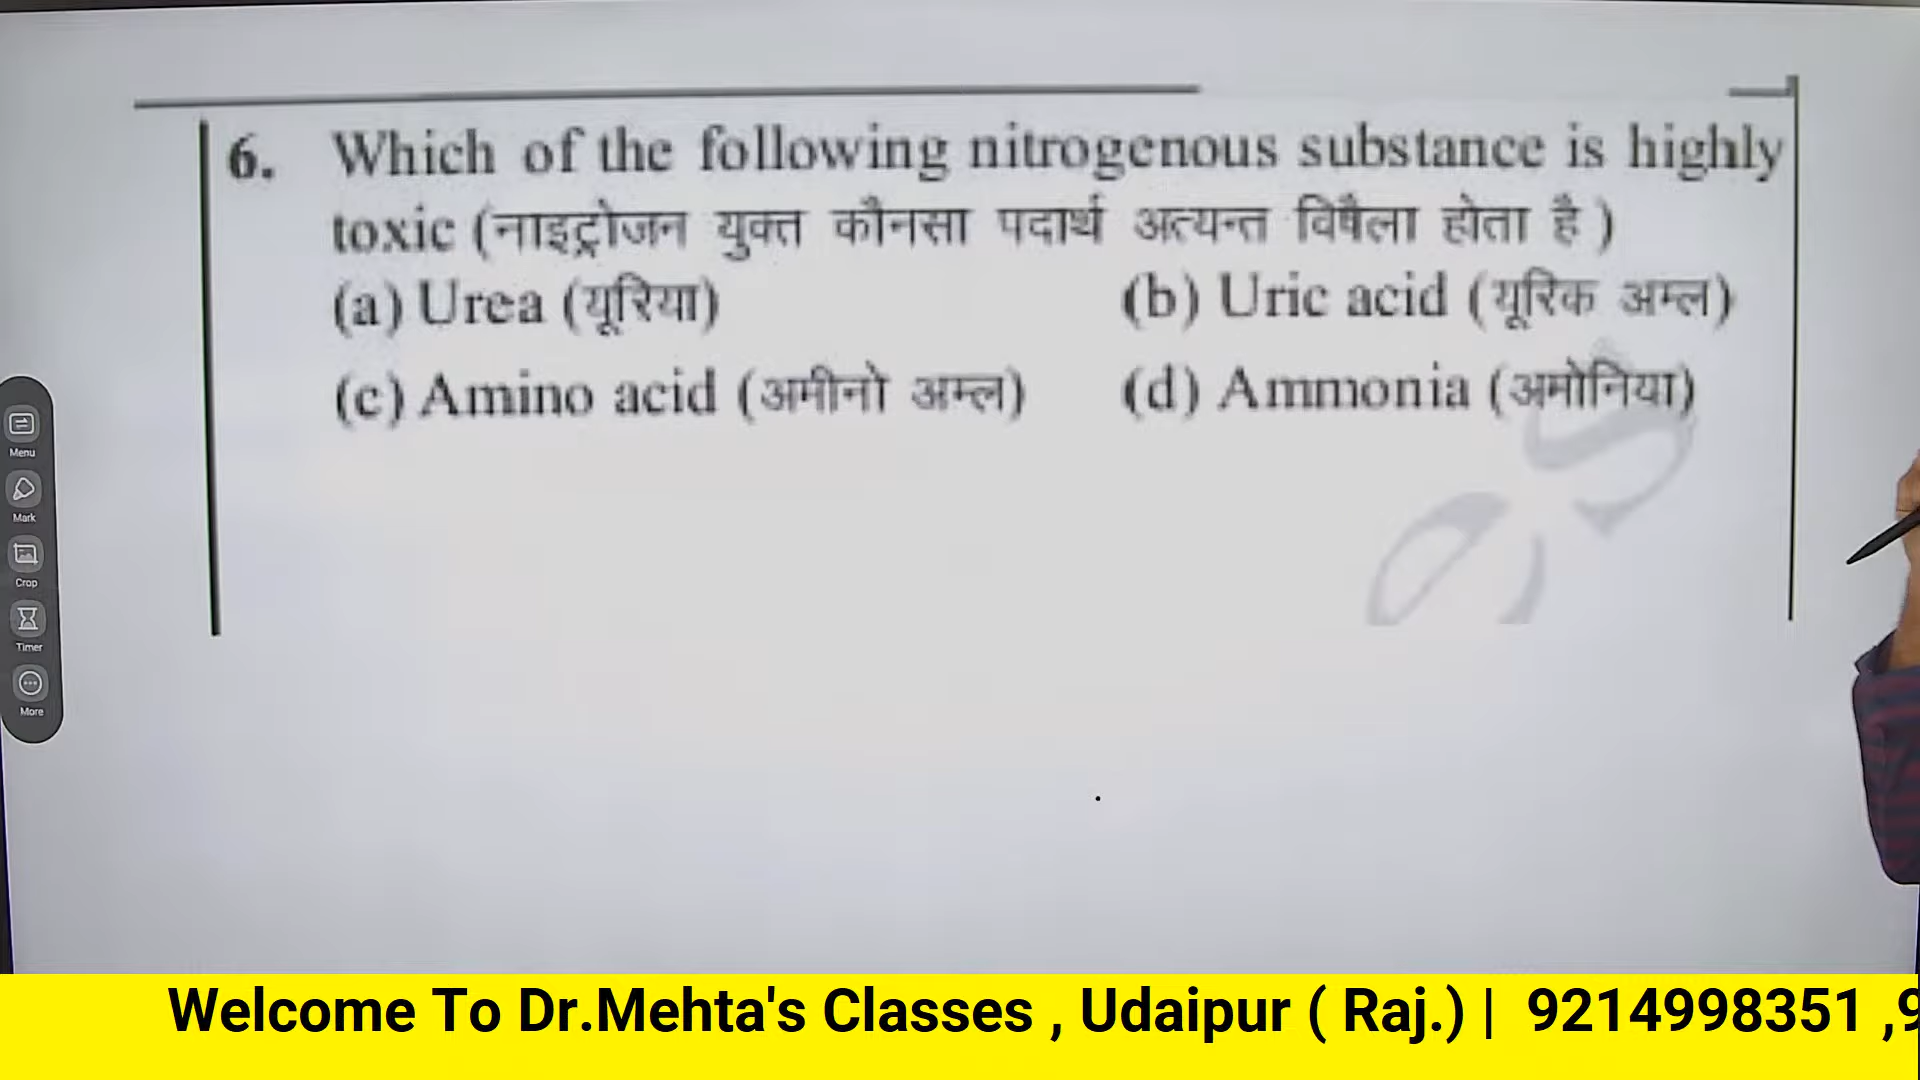 6. Which of the following nitrogenous substance is highly
toxic (नाइट्रोजन युक्त कौनसा पदार्थ अत्यन्त विषैला होता है )
(a) Urea (यूरिया) (b) Uric acid (यूरिक अम्ल)
(c) Amino acid (अमीनो अम्ल) (d) Ammonia (अमोनिया)
Menu
Mark
Crop
Timer
More
Welcome To Dr.Mehta's Classes , Udaipur ( Raj.) | 9214998351 ,9